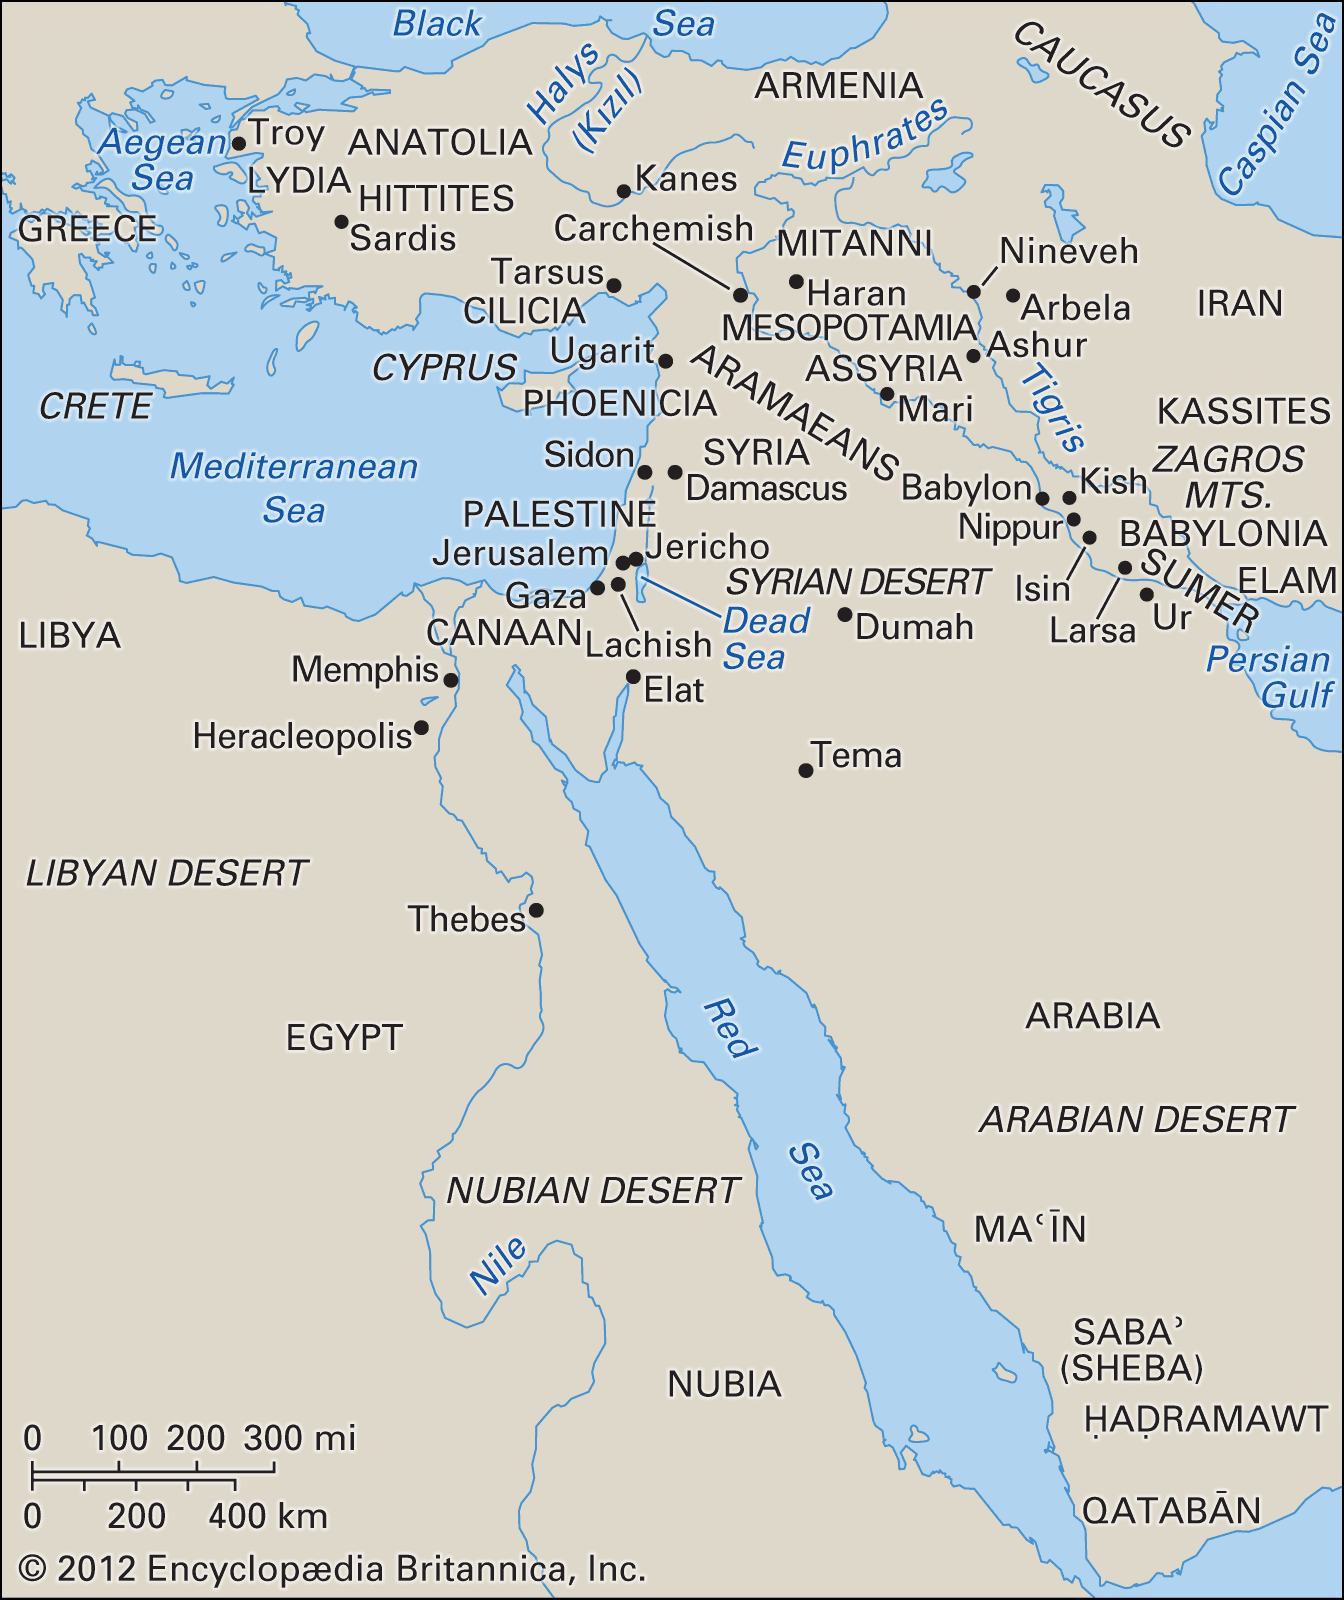 Black
Sea
Caspian Sea
CAUCASUS
Halys
(Kızıl)
ARMENIA
Euphrates
Aegean
Sea
Troy
ANATOLIA
LYDIA
HITTITES
Kanes
GREECE
Sardis
Carchemish
MITANNI
Nineveh
Tarsus
Haran
Arbela
IRAN
CILICIA
MESOPOTAMIA
Ashur
CYPRUS
Ugarit
ARAMAEANS
ASSYRIA
Tigris
CRETE
PHOENICIA
Mari
KASSITES
Mediterranean
Sea
Sidon
SYRIA
Damascus
ZAGROS
MTS.
Babylon
Kish
PALESTINE
Nippur
BABYLONIA
Jerusalem
Jericho
SYRIAN DESERT
Isin
SUMER
ELAM
Gaza
Dead
Sea
Dumah
Larsa
Ur
LIBYA
CANAAN
Lachish
Persian
Gulf
Memphis
Elat
Heracleopolis
Tema
LIBYAN DESERT
Thebes
Red
Sea
ARABIA
EGYPT
ARABIAN DESERT
NUBIAN DESERT
MAʿĪN
Nile
SABAʾ
(SHEBA)
NUBIA
ḤAḌRAMAWT
0 100 200 300 mi
0 200 400 km
QATABĀN
© 2012 Encyclopædia Britannica, Inc.